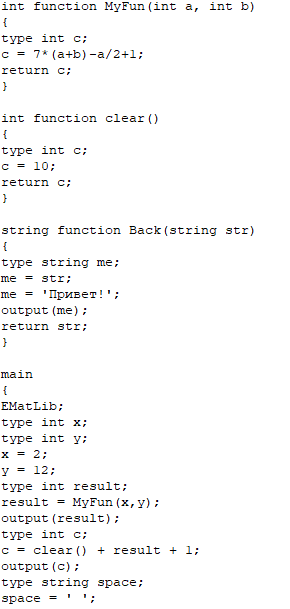 int function MyFun(int a, int b)
{
type int c;
c = 7*(a+b)-a/2+1;
return c;
}
int function clear()
{
type int c;
c = 10;
return c;
}
string function Back(string str)
{
type string me;
me = str;
me = 'Привет!';
output(me);
return str;
}
main
{
EMatLib;
type int x;
type int y;
x = 2;
y = 12;
type int result;
result = MyFun(x,y);
output(result);
type int c;
c = clear() + result + 1;
output(c);
type string space;
space = ' ';